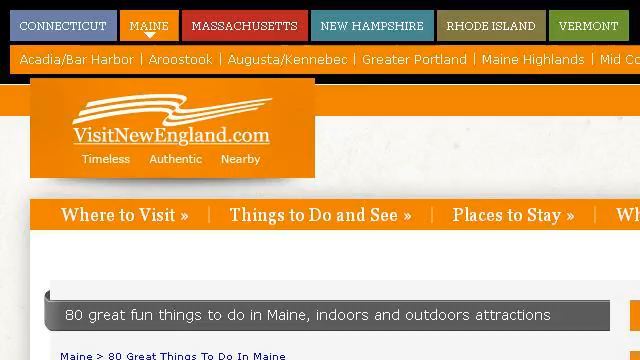 CONNECTICUT MAINE MASSACHUSETTS NEW HAMPSHIRE RHODE ISLAND VERMONT
Acadia/Bar Harbor | Aroostook | Augusta/Kennebec | Greater Portland | Maine Highlands | Mid Co
VISITNEWENGLAND.COM
Timeless Authentic Nearby
Where to Visit » | Things to Do and See » | Places to Stay » | Wh
80 great fun things to do in Maine, indoors and outdoors attractions
Maine > 80 Great Things To Do In Maine